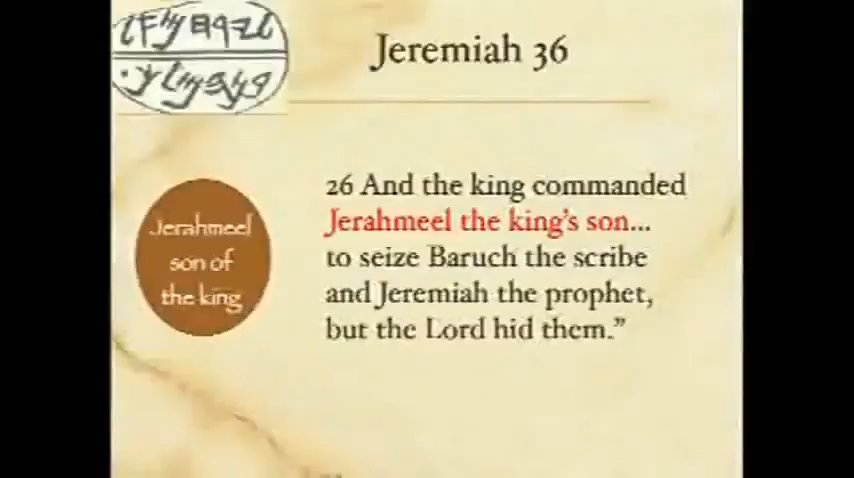 Jeremiah 36
26 And the king commanded
Jerahmeel the king's son...
to seize Baruch the scribe
and Jeremiah the prophet,
but the Lord hid them.”
Jerahmeel
son of
the king